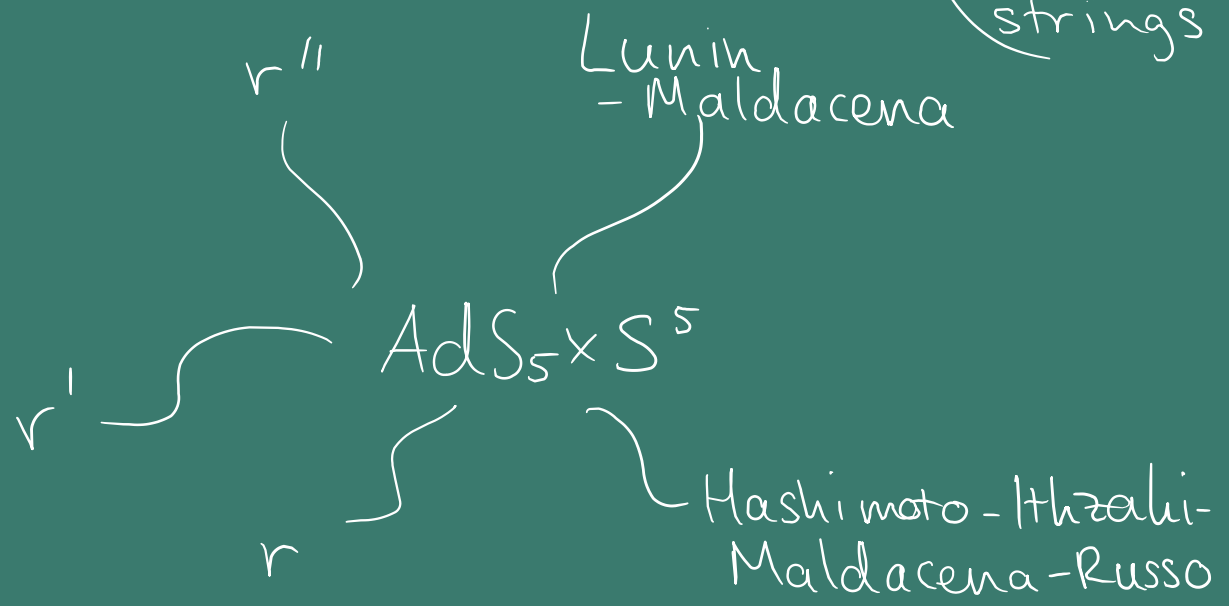 strings
r''
Lunin
-Maldacena
AdS₅×S⁵
r'
Hashimoto-Ithzaki-
Maldacena-Russo
r